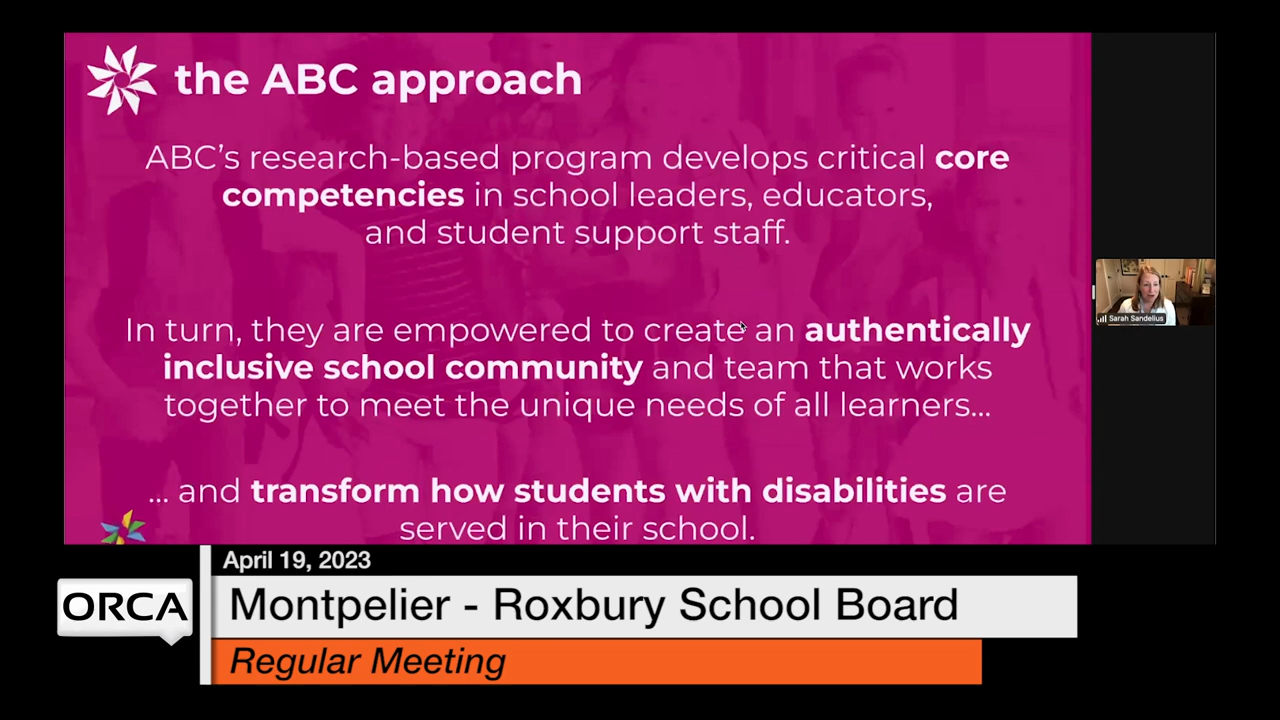 the ABC approach
ABC's research-based program develops critical core
competencies in school leaders, educators,
and student support staff.
In turn, they are empowered to create an authentically
inclusive school community and team that works
together to meet the unique needs of all learners...
... and transform how students with disabilities are
served in their school.
Sarah Sandelius
April 19, 2023
ORCA
Montpelier - Roxbury School Board
Regular Meeting